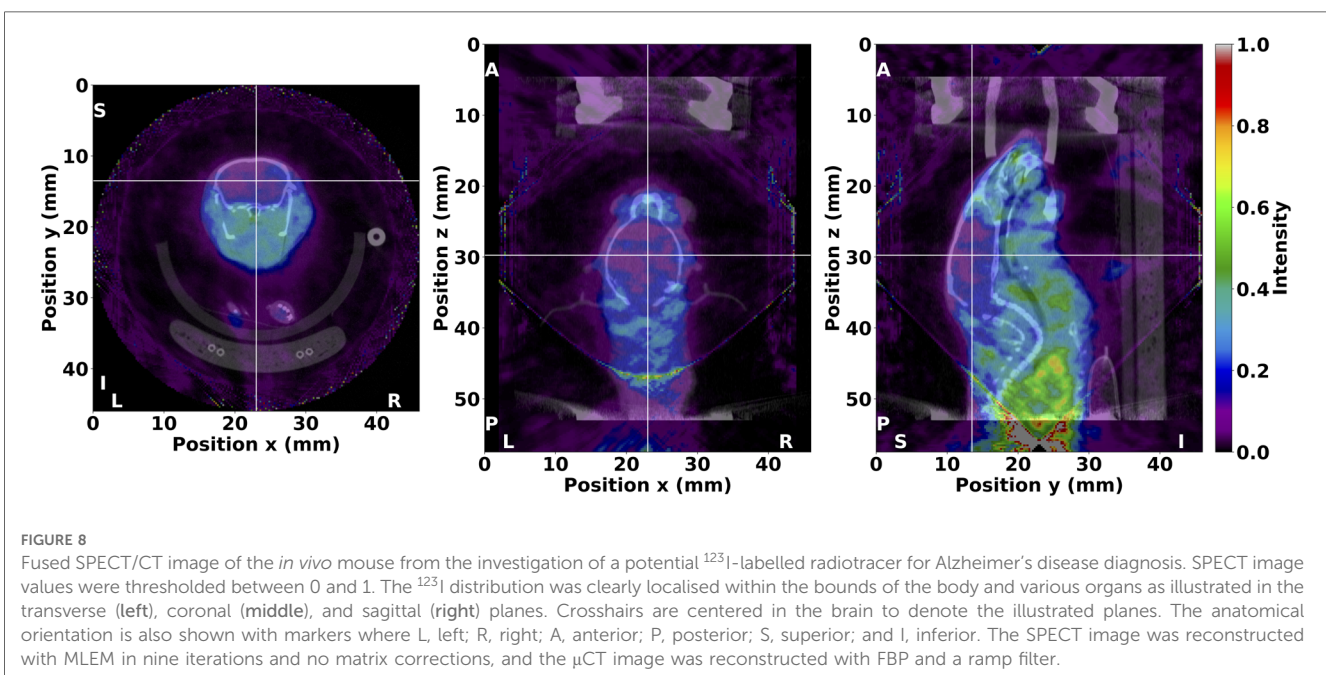 0
10
20
30
40
S
I
L
R
0 10 20 30 40
Position x (mm)
Position y (mm)
0
10
20
30
40
50
A
P
L
R
0 10 20 30 40
Position x (mm)
Position z (mm)
0
10
20
30
40
50
A
P
S
I
0 10 20 30 40
Position y (mm)
Position z (mm)
1.0
0.8
0.6
0.4
0.2
0.0
Intensity
FIGURE 8
Fused SPECT/CT image of the in vivo mouse from the investigation of a potential ¹²³I-labelled radiotracer for Alzheimer's disease diagnosis. SPECT image
values were thresholded between 0 and 1. The ¹²³I distribution was clearly localised within the bounds of the body and various organs as illustrated in the
transverse (left), coronal (middle), and sagittal (right) planes. Crosshairs are centered in the brain to denote the illustrated planes. The anatomical
orientation is also shown with markers where L, left; R, right; A, anterior; P, posterior; S, superior; and I, inferior. The SPECT image was reconstructed
with MLEM in nine iterations and no matrix corrections, and the μCT image was reconstructed with FBP and a ramp filter.